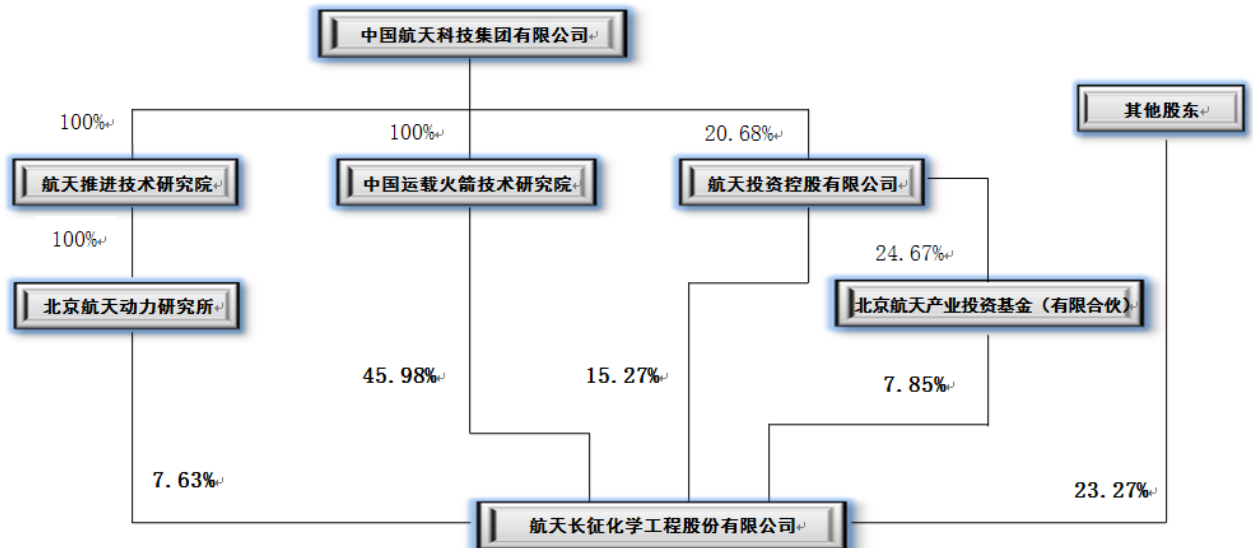 中国航天科技集团有限公司
其他股东
100%
100%
20.68%
航天推进技术研究院
中国运载火箭技术研究院
航天投资控股有限公司
100%
24.67%
北京航天动力研究所
北京航天产业投资基金（有限合伙）
45.98%
15.27%
7.85%
7.63%
23.27%
航天长征化学工程股份有限公司